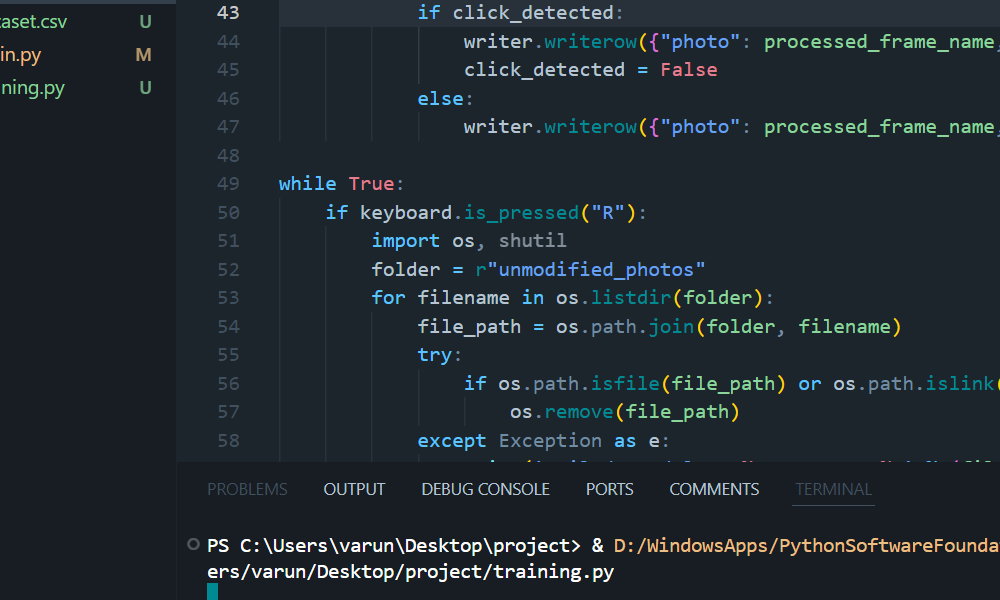 taset.csv U
in.py M
ning.py U
43 if click_detected:
44 writer.writerow({"photo": processed_frame_name,
45 click_detected = False
46 else:
47 writer.writerow({"photo": processed_frame_name,
48
49 while True:
50 if keyboard.is_pressed("R"):
51 import os, shutil
52 folder = r"unmodified_photos"
53 for filename in os.listdir(folder):
54 file_path = os.path.join(folder, filename)
55 try:
56 if os.path.isfile(file_path) or os.path.islink(
57 os.remove(file_path)
58 except Exception as e:
PROBLEMS OUTPUT DEBUG CONSOLE PORTS COMMENTS TERMINAL
PS C:\Users\varun\Desktop\project> & D:/WindowsApps/PythonSoftwareFounda
ers/varun/Desktop/project/training.py